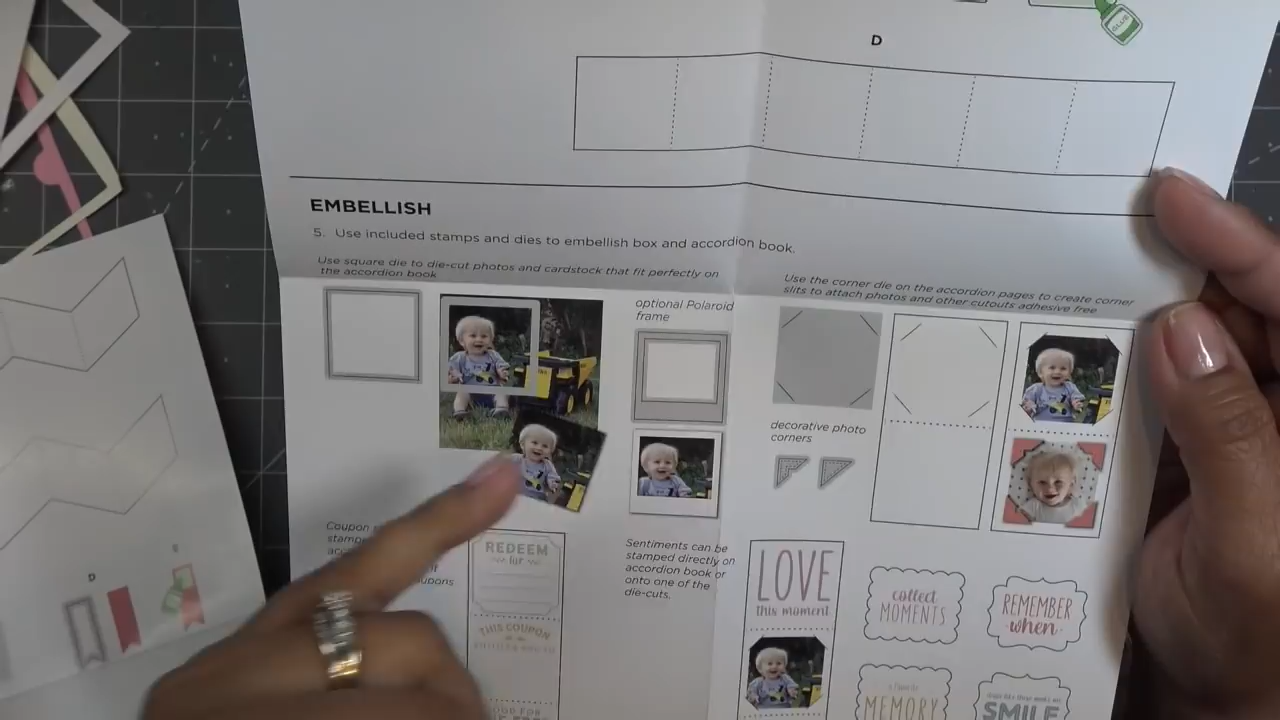 GLUE
D
EMBELLISH
5. Use included stamps and dies to embellish box and accordion book.
Use square die to die-cut photos and cardstock that fit perfectly on
the accordion book
optional Polaroid
frame
Use the corner die on the accordion pages to create corner
slits to attach photos and other cutouts adhesive free
decorative photo
corners
Coupon
REDEEM
for
THIS COUPON
Sentiments can be
stamped directly on
accordion book or
onto one of the
die-cuts.
LOVE
this moment
collect
MOMENTS
REMEMBER
when
MEMORY
SMILE
D